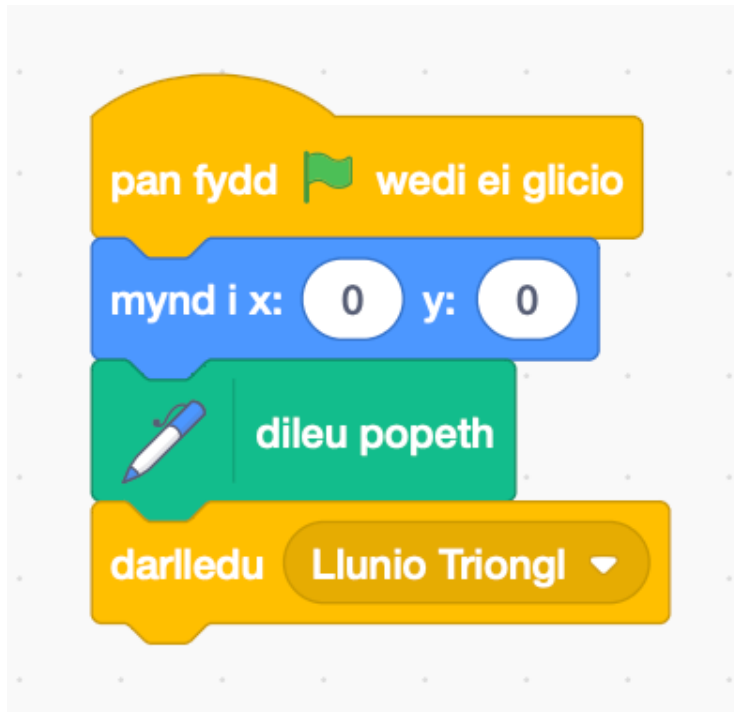 pan fydd wedi ei glicio
mynd i x: 0 y: 0
dileu popeth
darlledu Llunio Triongl